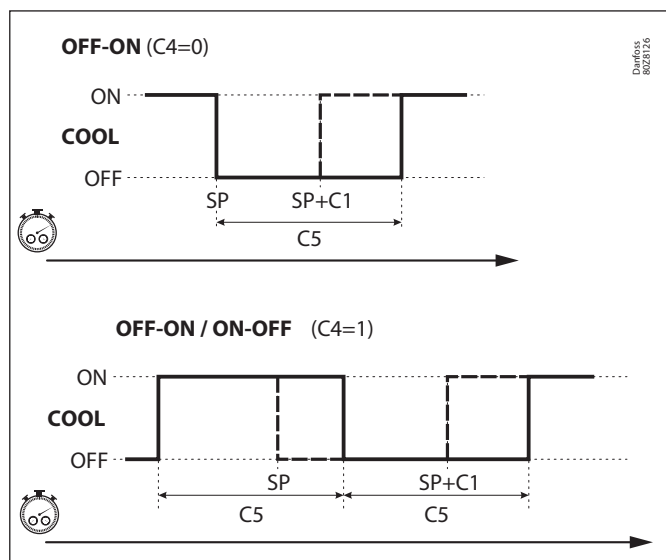 OFF-ON (C4=0)
Danfoss
80Z8126
ON
COOL
OFF
SP SP+C1
C5
OFF-ON / ON-OFF (C4=1)
ON
COOL
OFF
SP SP+C1
C5 C5